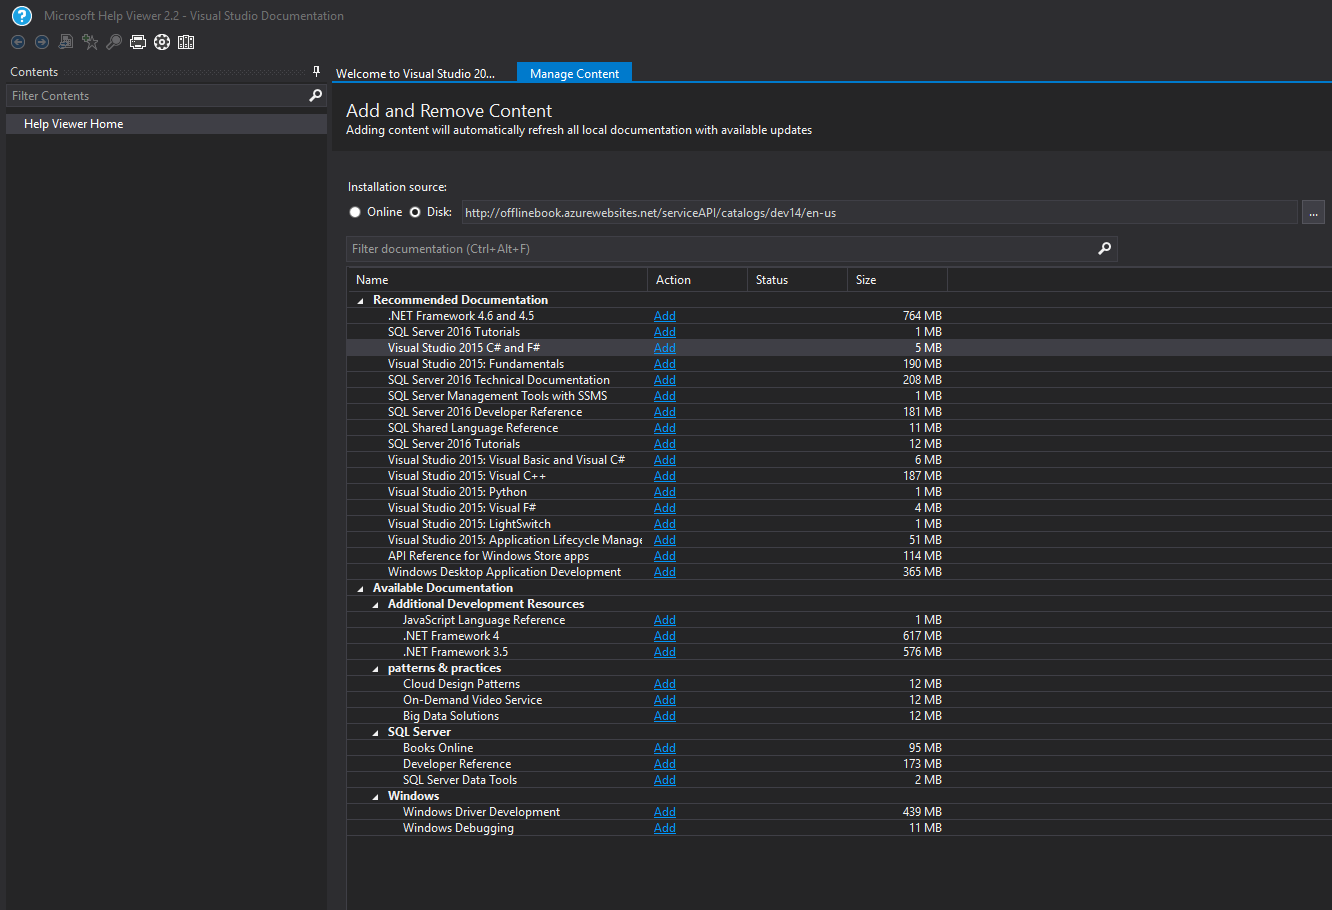 Microsoft Help Viewer 2.2 - Visual Studio Documentation
Contents
Filter Contents
Help Viewer Home
Welcome to Visual Studio 20...
Manage Content
Add and Remove Content
Adding content will automatically refresh all local documentation with available updates
Installation source:
Online Disk: http://offlinebook.azurewebsites.net/serviceAPI/catalogs/dev14/en-us ...
Filter documentation (Ctrl+Alt+F)
Name Action Status Size
Recommended Documentation
.NET Framework 4.6 and 4.5 Add 764 MB
SQL Server 2016 Tutorials Add 1 MB
Visual Studio 2015 C# and F# Add 5 MB
Visual Studio 2015: Fundamentals Add 190 MB
SQL Server 2016 Technical Documentation Add 208 MB
SQL Server Management Tools with SSMS Add 1 MB
SQL Server 2016 Developer Reference Add 181 MB
SQL Shared Language Reference Add 11 MB
SQL Server 2016 Tutorials Add 12 MB
Visual Studio 2015: Visual Basic and Visual C# Add 6 MB
Visual Studio 2015: Visual C++ Add 187 MB
Visual Studio 2015: Python Add 1 MB
Visual Studio 2015: Visual F# Add 4 MB
Visual Studio 2015: LightSwitch Add 1 MB
Visual Studio 2015: Application Lifecycle Manage Add 51 MB
API Reference for Windows Store apps Add 114 MB
Windows Desktop Application Development Add 365 MB
Available Documentation
Additional Development Resources
JavaScript Language Reference Add 1 MB
.NET Framework 4 Add 617 MB
.NET Framework 3.5 Add 576 MB
patterns & practices
Cloud Design Patterns Add 12 MB
On-Demand Video Service Add 12 MB
Big Data Solutions Add 12 MB
SQL Server
Books Online Add 95 MB
Developer Reference Add 173 MB
SQL Server Data Tools Add 2 MB
Windows
Windows Driver Development Add 439 MB
Windows Debugging Add 11 MB